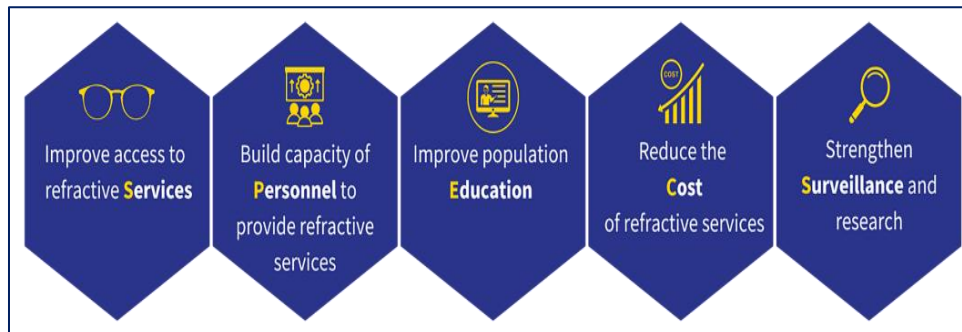 Improve access to
refractive Services
Build capacity of
Personnel to
provide refractive
services
Improve population
Education
COST
Reduce the
Cost
of refractive services
Strengthen
Surveillance and
research